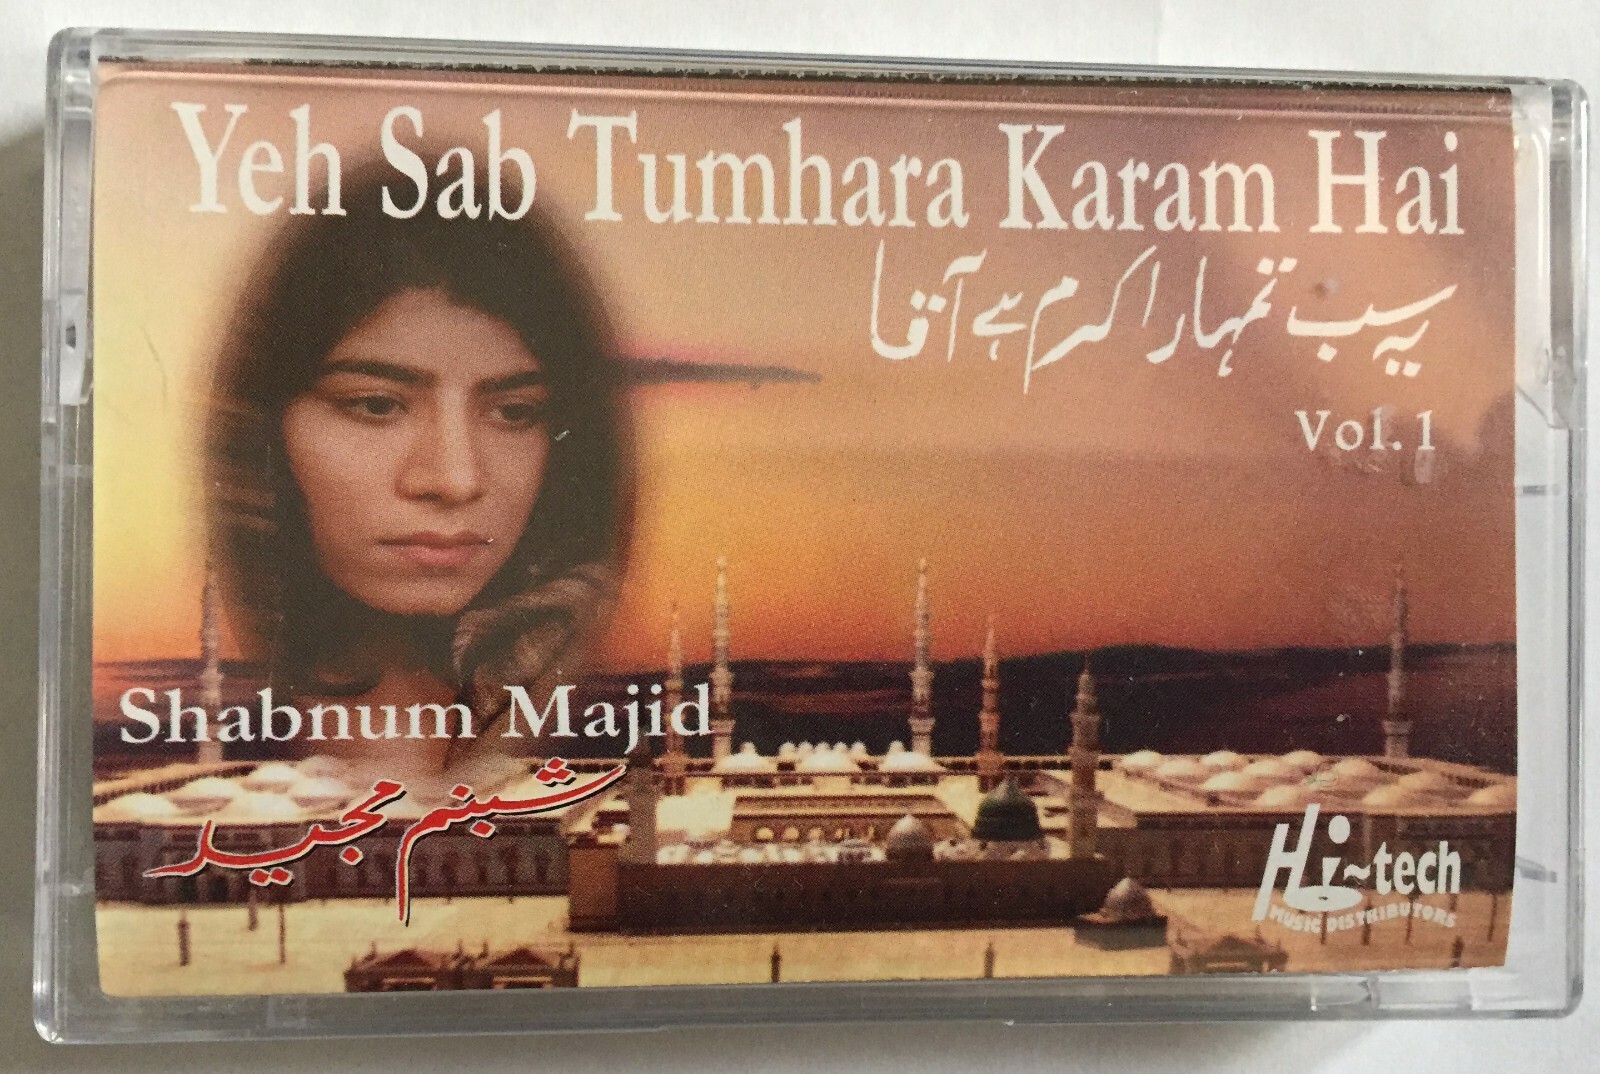 Yeh Sab Tumhara Karam Hai
یہ سب تمہارا کرم ہے آقا
Vol. 1
Shabnum Majid
شبنم مجید
Hi~tech
MUSIC DISTRIBUTORS